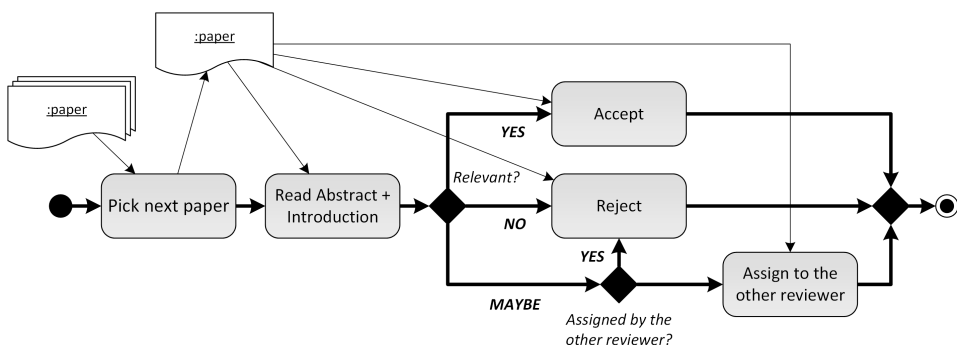 :paper
:paper
Pick next paper
Read Abstract +
Introduction
Relevant?
YES
Accept
NO
Reject
MAYBE
YES
Assigned by the
other reviewer?
Assign to the
other reviewer